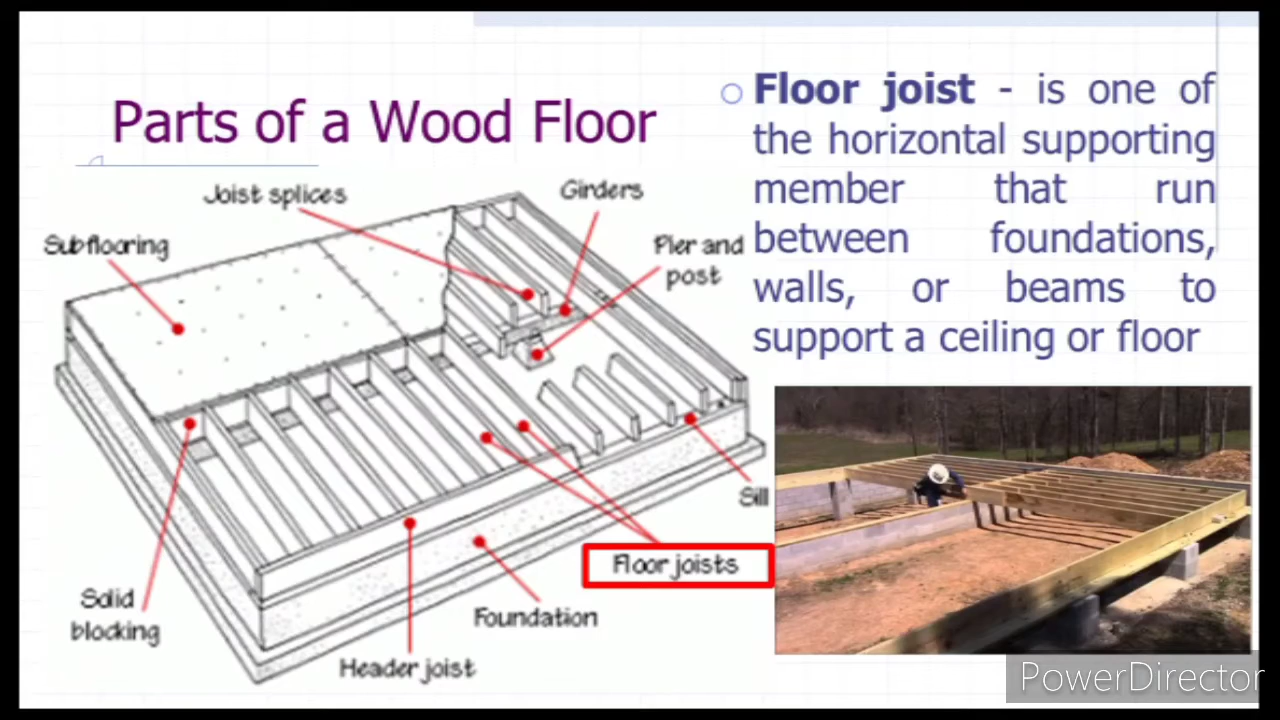 Parts of a Wood Floor
Floor joist - is one of
the horizontal supporting
member that run
between foundations,
walls, or beams to
support a ceiling or floor
Joist splices
Girders
Subflooring
Pier and
post
Sill
Floor joists
Solid
blocking
Foundation
Header joist
PowerDirector